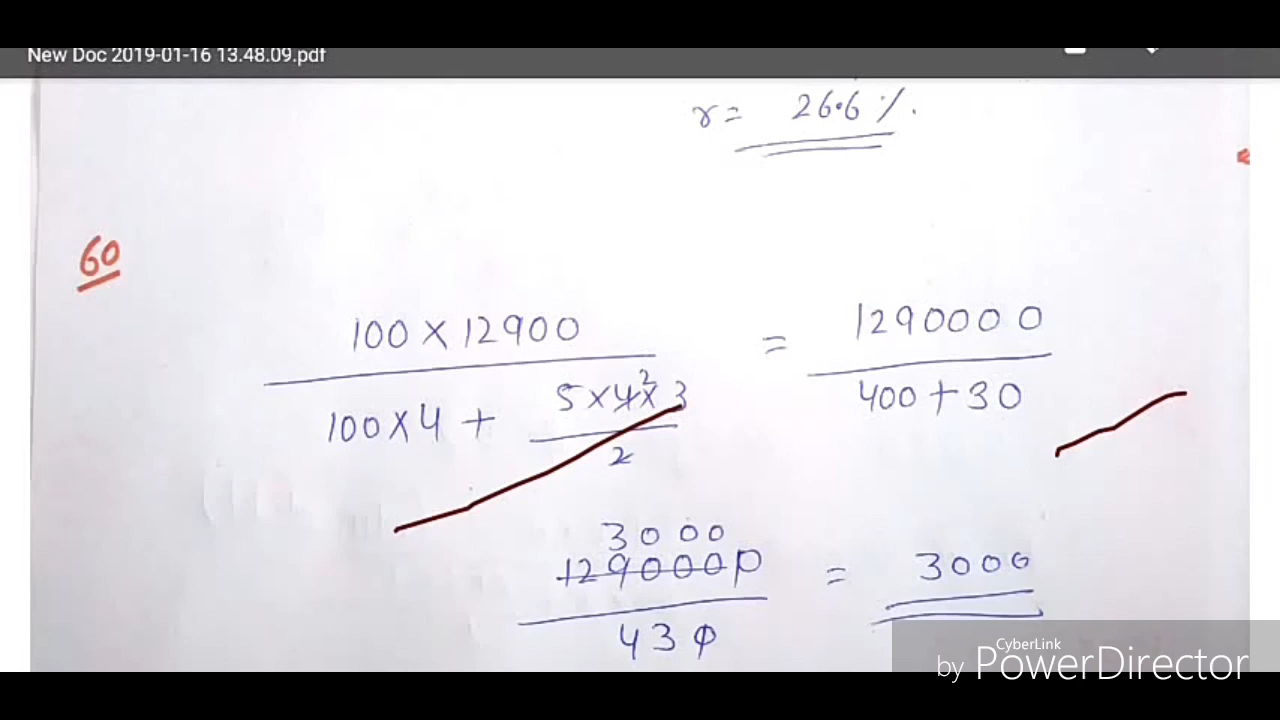 New Doc 2019-01-16 13.48.09.pdf
r = 26.6 %.
60
100 × 12900 = 1290000
100 × 4 + 5 × 4² × 3 400 + 30
2
3000
1290000 = 3000
430
CyberLink
by PowerDirector